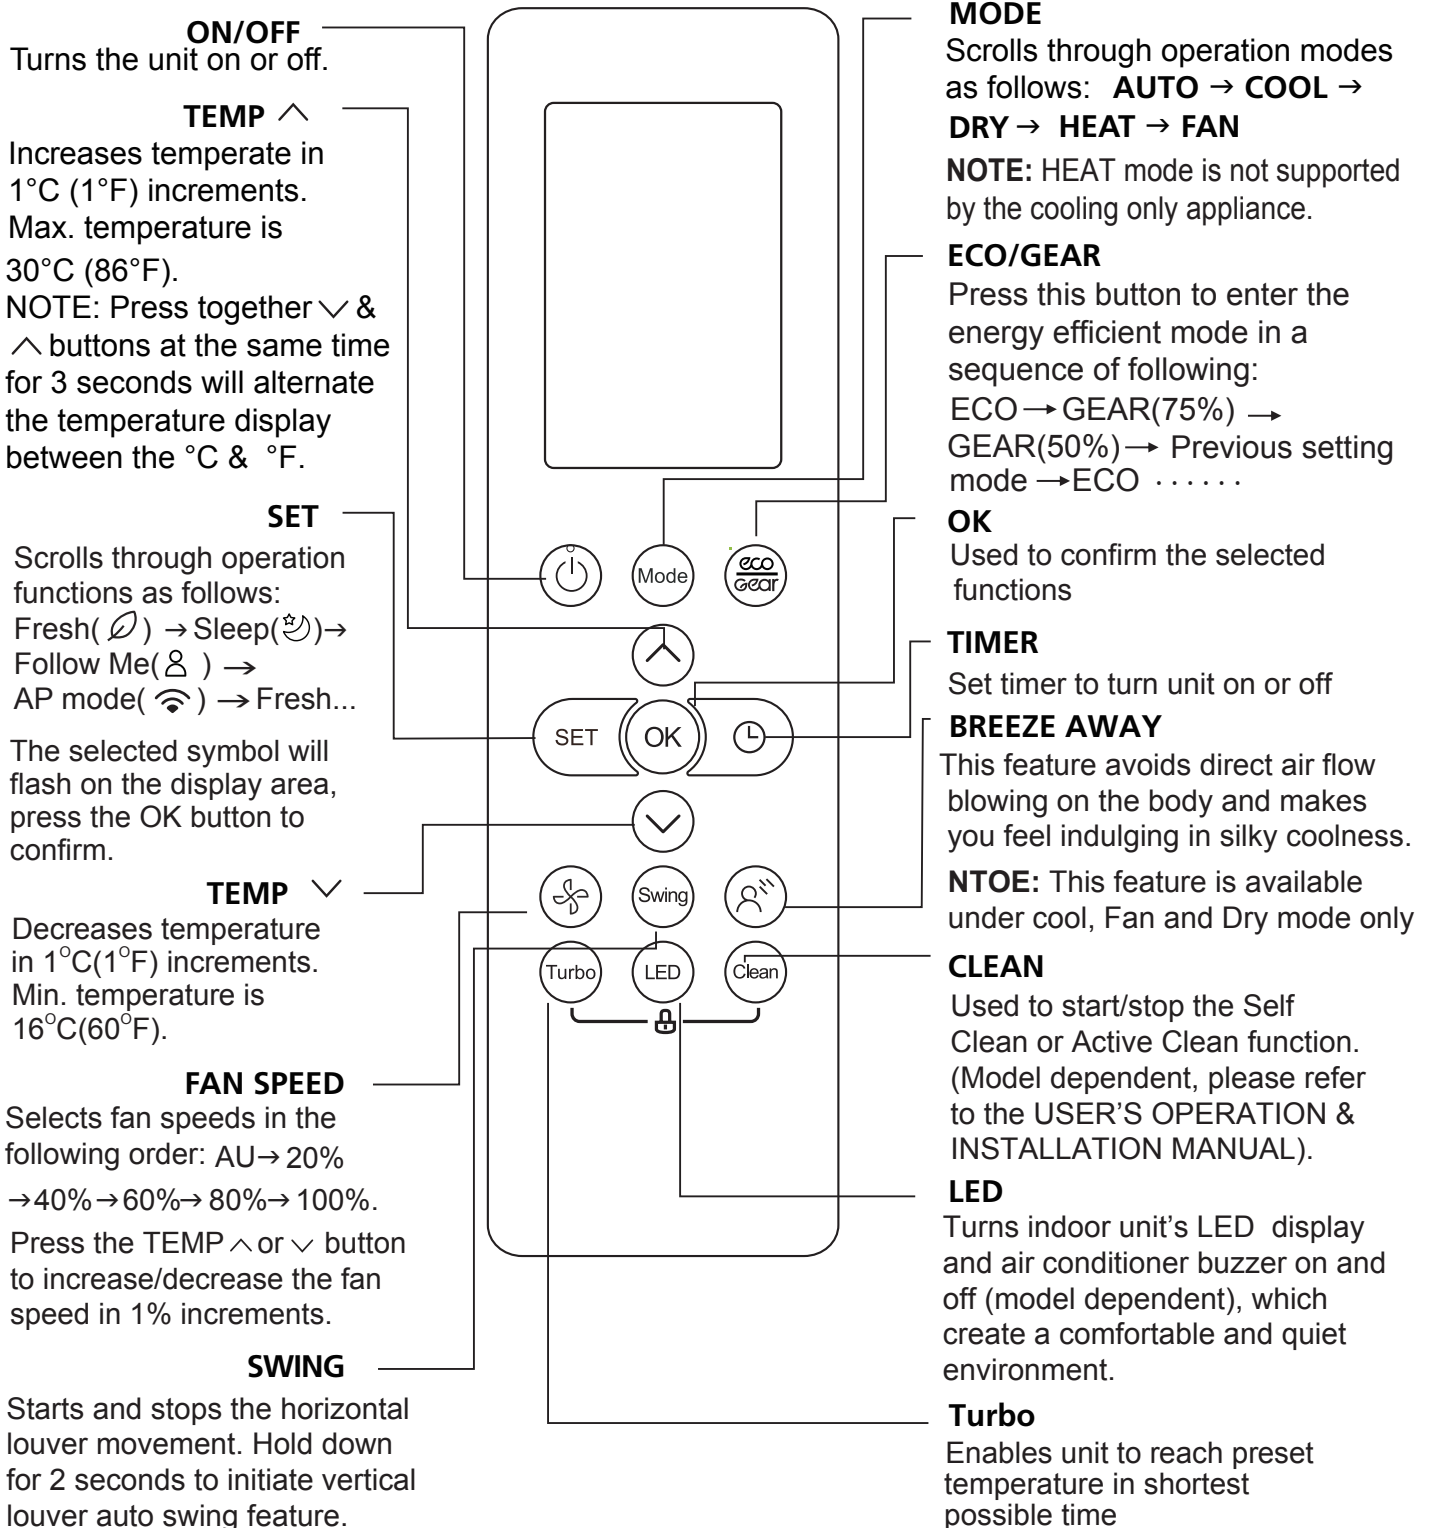 ON/OFF
Turns the unit on or off.
TEMP
Increases temperate in
1°C (1°F) increments.
Max. temperature is
30°C (86°F).
NOTE: Press together &
buttons at the same time
for 3 seconds will alternate
the temperature display
between the °C & °F.
SET
Scrolls through operation
functions as follows:
Fresh( ) → Sleep( )→
Follow Me( ) →
AP mode( ) → Fresh...
The selected symbol will
flash on the display area,
press the OK button to
confirm.
TEMP
Decreases temperature
in 1°C(1°F) increments.
Min. temperature is
16°C(60°F).
FAN SPEED
Selects fan speeds in the
following order: AU→ 20%
→40%→60%→ 80%→ 100%.
Press the TEMP or button
to increase/decrease the fan
speed in 1% increments.
SWING
Starts and stops the horizontal
louver movement. Hold down
for 2 seconds to initiate vertical
louver auto swing feature.
Mode
eco
Gear
SET
OK
Swing
Turbo
LED
Clean
MODE
Scrolls through operation modes
as follows: AUTO → COOL →
DRY → HEAT → FAN
NOTE: HEAT mode is not supported
by the cooling only appliance.
ECO/GEAR
Press this button to enter the
energy efficient mode in a
sequence of following:
ECO → GEAR(75%) →
GEAR(50%) → Previous setting
mode → ECO ······
OK
Used to confirm the selected
functions
TIMER
Set timer to turn unit on or off
BREEZE AWAY
This feature avoids direct air flow
blowing on the body and makes
you feel indulging in silky coolness.
NTOE: This feature is available
under cool, Fan and Dry mode only
CLEAN
Used to start/stop the Self
Clean or Active Clean function.
(Model dependent, please refer
to the USER'S OPERATION &
INSTALLATION MANUAL).
LED
Turns indoor unit's LED display
and air conditioner buzzer on and
off (model dependent), which
create a comfortable and quiet
environment.
Turbo
Enables unit to reach preset
temperature in shortest
possible time